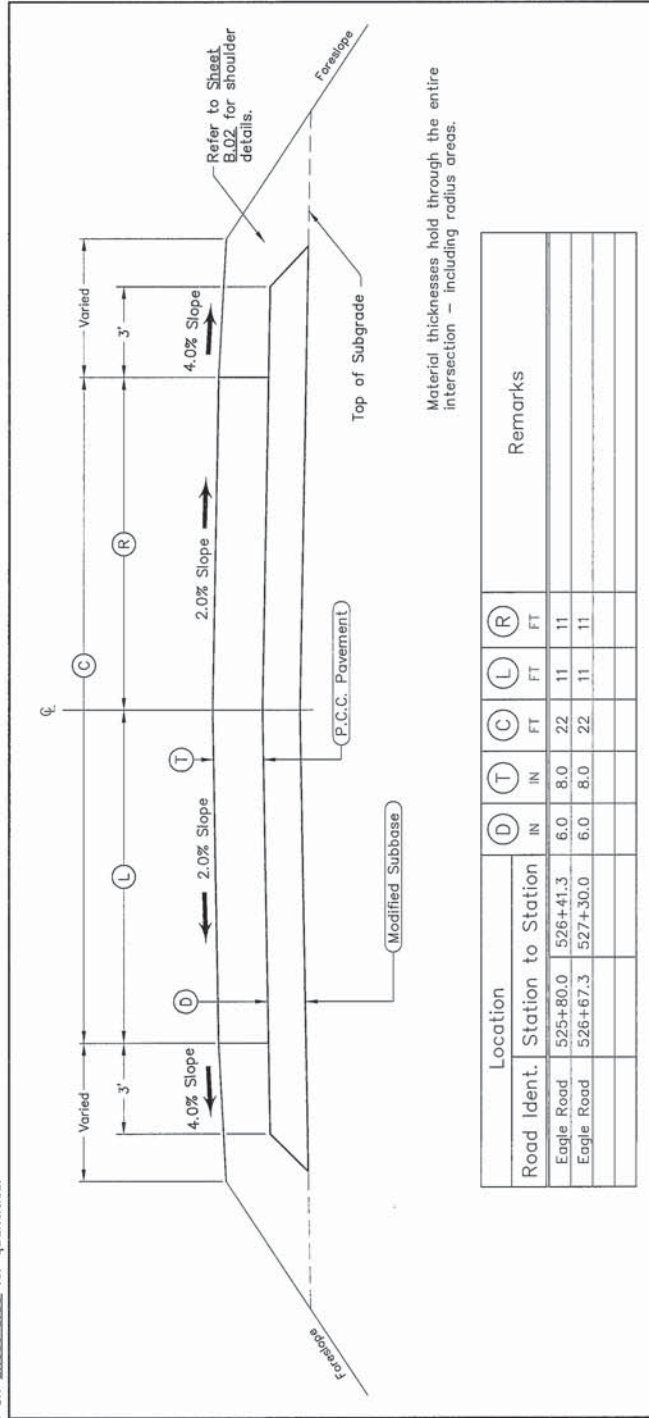 for quantities.
Varied
C
Varied
3'
L
R
3'
℄
4.0% Slope
2.0% Slope
T
2.0% Slope
4.0% Slope
D
Refer to Sheet
B.02 for shoulder
details.
Foreslope
Foreslope
Modified Subbase
P.C.C. Pavement
Top of Subgrade
Material thicknesses hold through the entire
intersection – including radius areas.
Location D T C L R Remarks
Road Ident. Station to Station IN IN FT FT FT
Eagle Road 525+80.0 526+41.3 6.0 8.0 22 11 11
Eagle Road 526+67.3 527+30.0 6.0 8.0 22 11 11